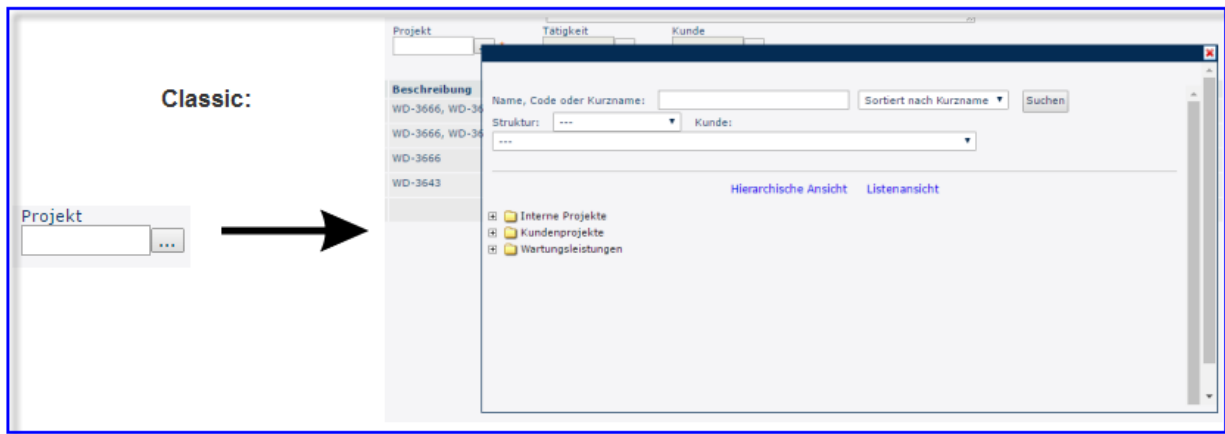 Classic:
Projekt
...
Projekt Tätigkeit Kunde
Beschreibung
WD-3666, WD-36
WD-3666, WD-36
WD-3666
WD-3643
Name, Code oder Kurzname: Sortiert nach Kurzname Suchen
Struktur: --- Kunde:
---
Hierarchische Ansicht Listenansicht
Interne Projekte
Kundenprojekte
Wartungsleistungen